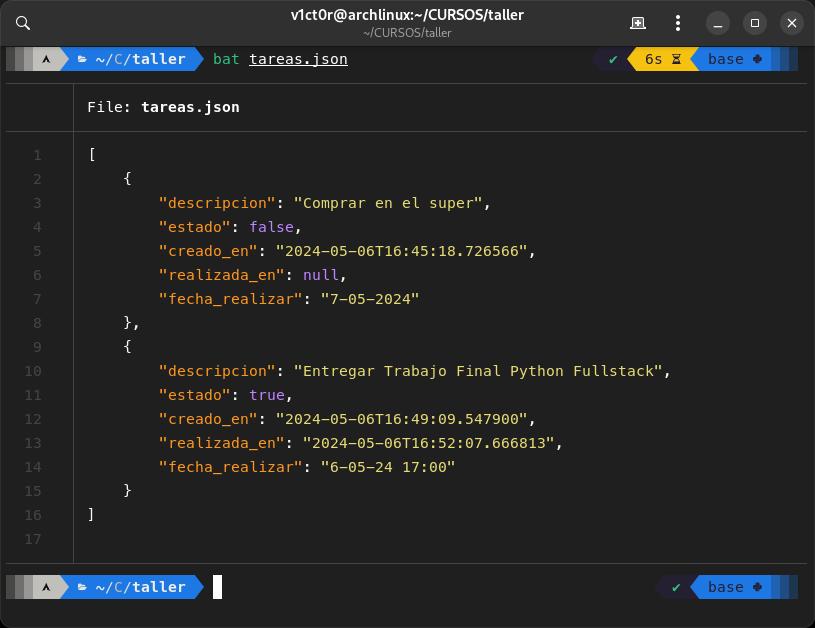 v1ct0r@archlinux:~/CURSOS/taller
~/CURSOS/taller
~/C/taller bat tareas.json ✔ 6s base
File: tareas.json
1 [
2 {
3 "descripcion": "Comprar en el super",
4 "estado": false,
5 "creado_en": "2024-05-06T16:45:18.726566",
6 "realizada_en": null,
7 "fecha_realizar": "7-05-2024"
8 },
9 {
10 "descripcion": "Entregar Trabajo Final Python Fullstack",
11 "estado": true,
12 "creado_en": "2024-05-06T16:49:09.547900",
13 "realizada_en": "2024-05-06T16:52:07.666813",
14 "fecha_realizar": "6-05-24 17:00"
15 }
16 ]
17
~/C/taller ✔ base